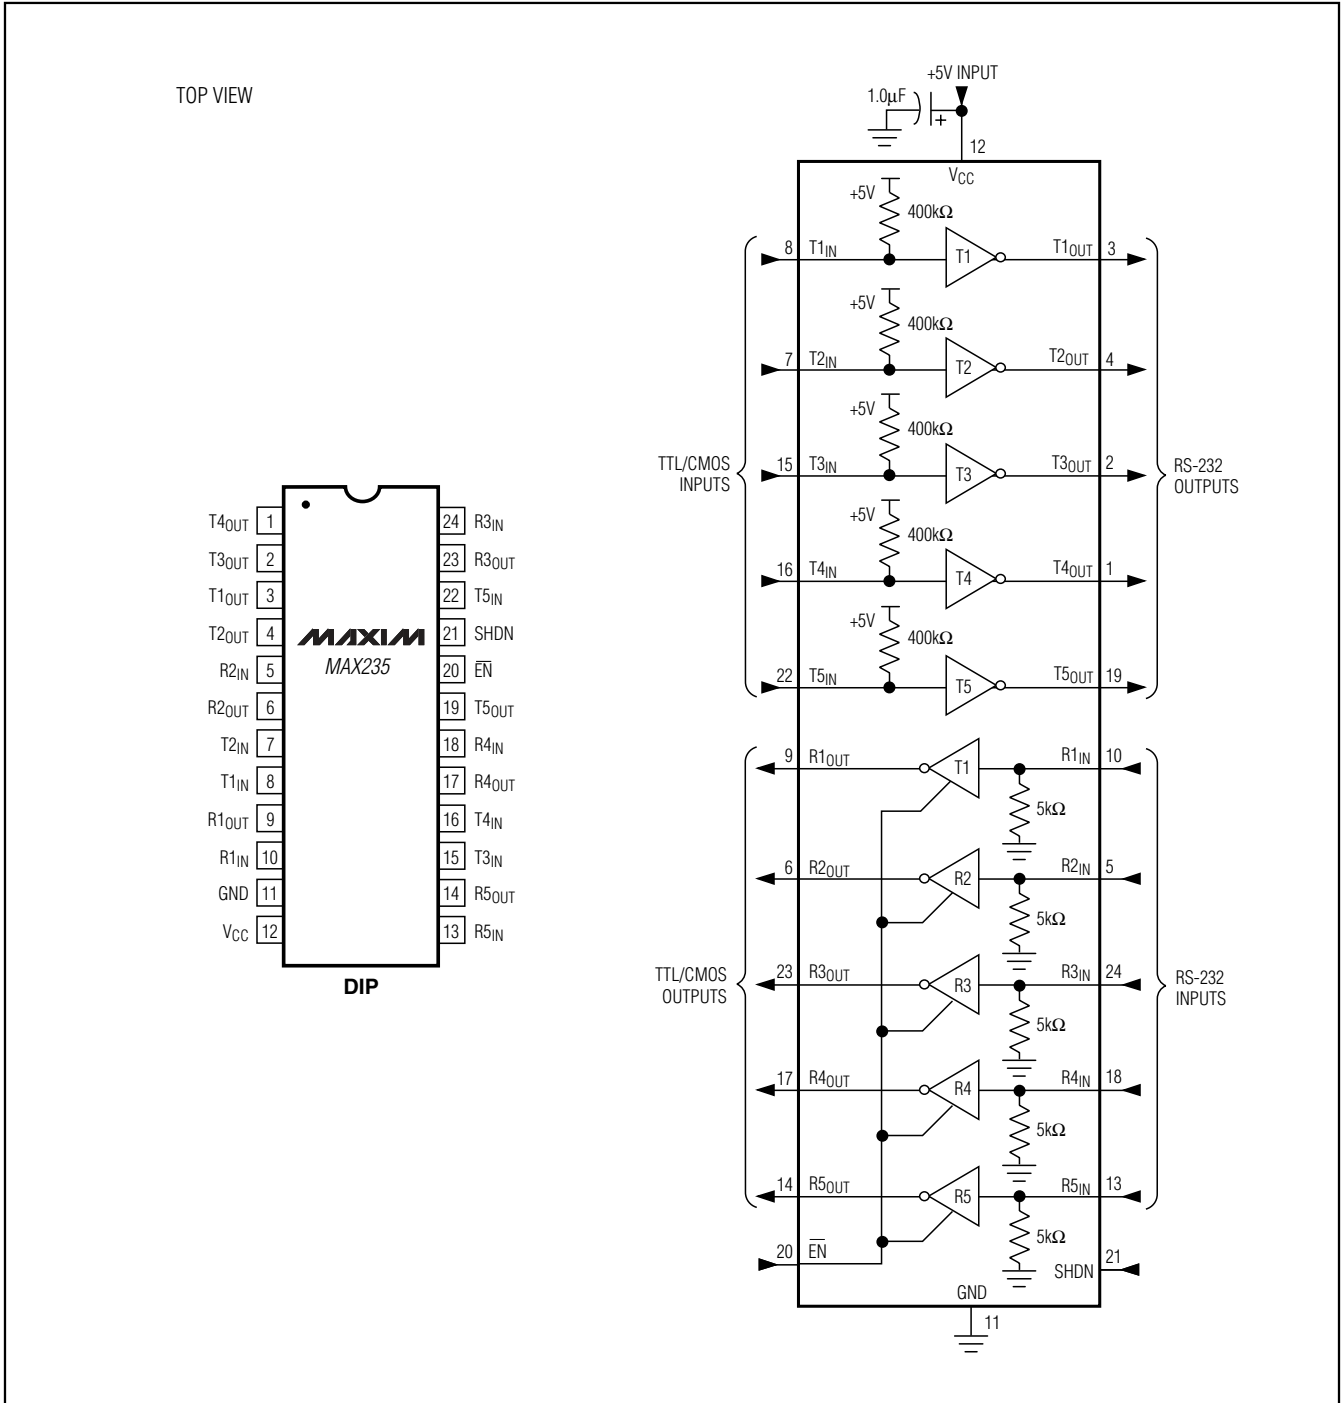 TOP VIEW
+5V INPUT
1.0µF
+
12
VCC
+5V
400kΩ
8 T1IN T1 T1OUT 3
+5V
400kΩ
7 T2IN T2 T2OUT 4
+5V
400kΩ
15 T3IN T3 T3OUT 2
TTL/CMOS
INPUTS
RS-232
OUTPUTS
+5V
400kΩ
16 T4IN T4 T4OUT 1
+5V
400kΩ
22 T5IN T5 T5OUT 19
9 R1OUT T1 R1IN 10
5kΩ
6 R2OUT R2 R2IN 5
5kΩ
23 R3OUT R3 R3IN 24
TTL/CMOS
OUTPUTS
RS-232
INPUTS
5kΩ
17 R4OUT R4 R4IN 18
5kΩ
14 R5OUT R5 R5IN 13
5kΩ
20 E̅N̅
SHDN 21
GND
11
T4OUT 1 24 R3IN
T3OUT 2 23 R3OUT
T1OUT 3 22 T5IN
T2OUT 4 21 SHDN
MAXIM
MAX235
R2IN 5 20 E̅N̅
R2OUT 6 19 T5OUT
T2IN 7 18 R4IN
T1IN 8 17 R4OUT
R1OUT 9 16 T4IN
R1IN 10 15 T3IN
GND 11 14 R5OUT
VCC 12 13 R5IN
DIP